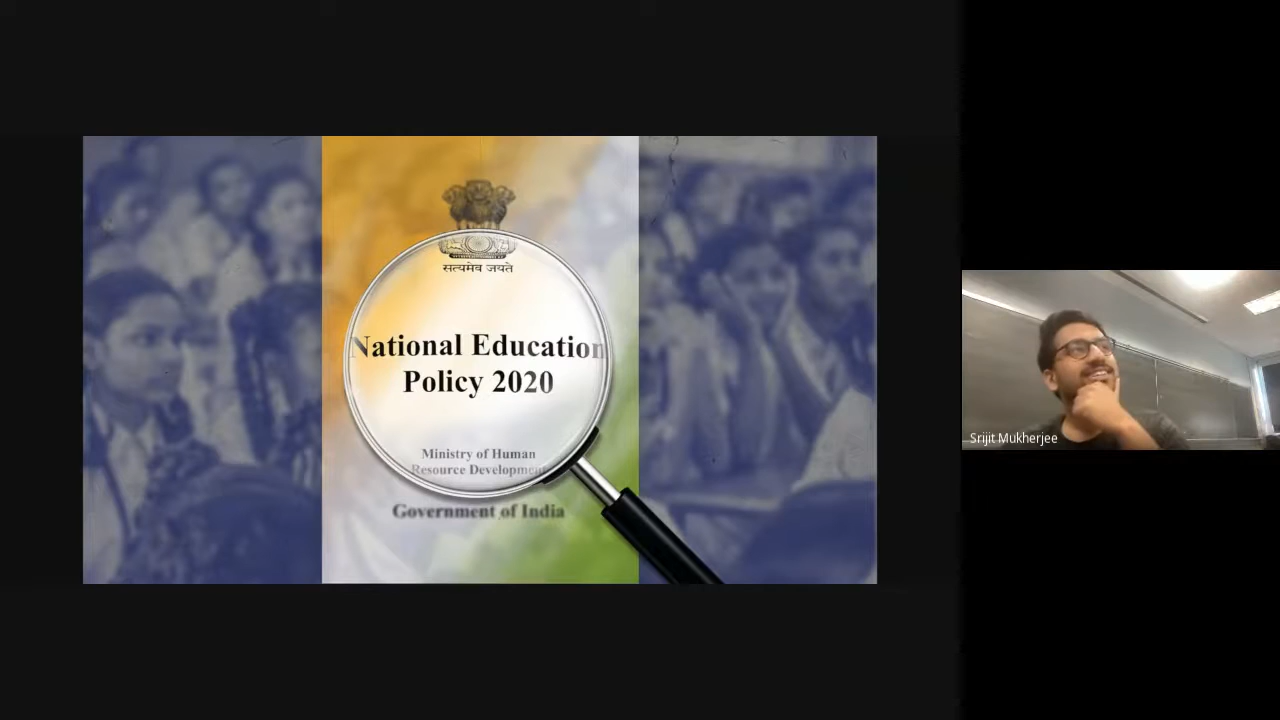 सत्यमेव जयते
National Education
Policy 2020
Ministry of Human
Resource Development
Government of India
Srijit Mukherjee